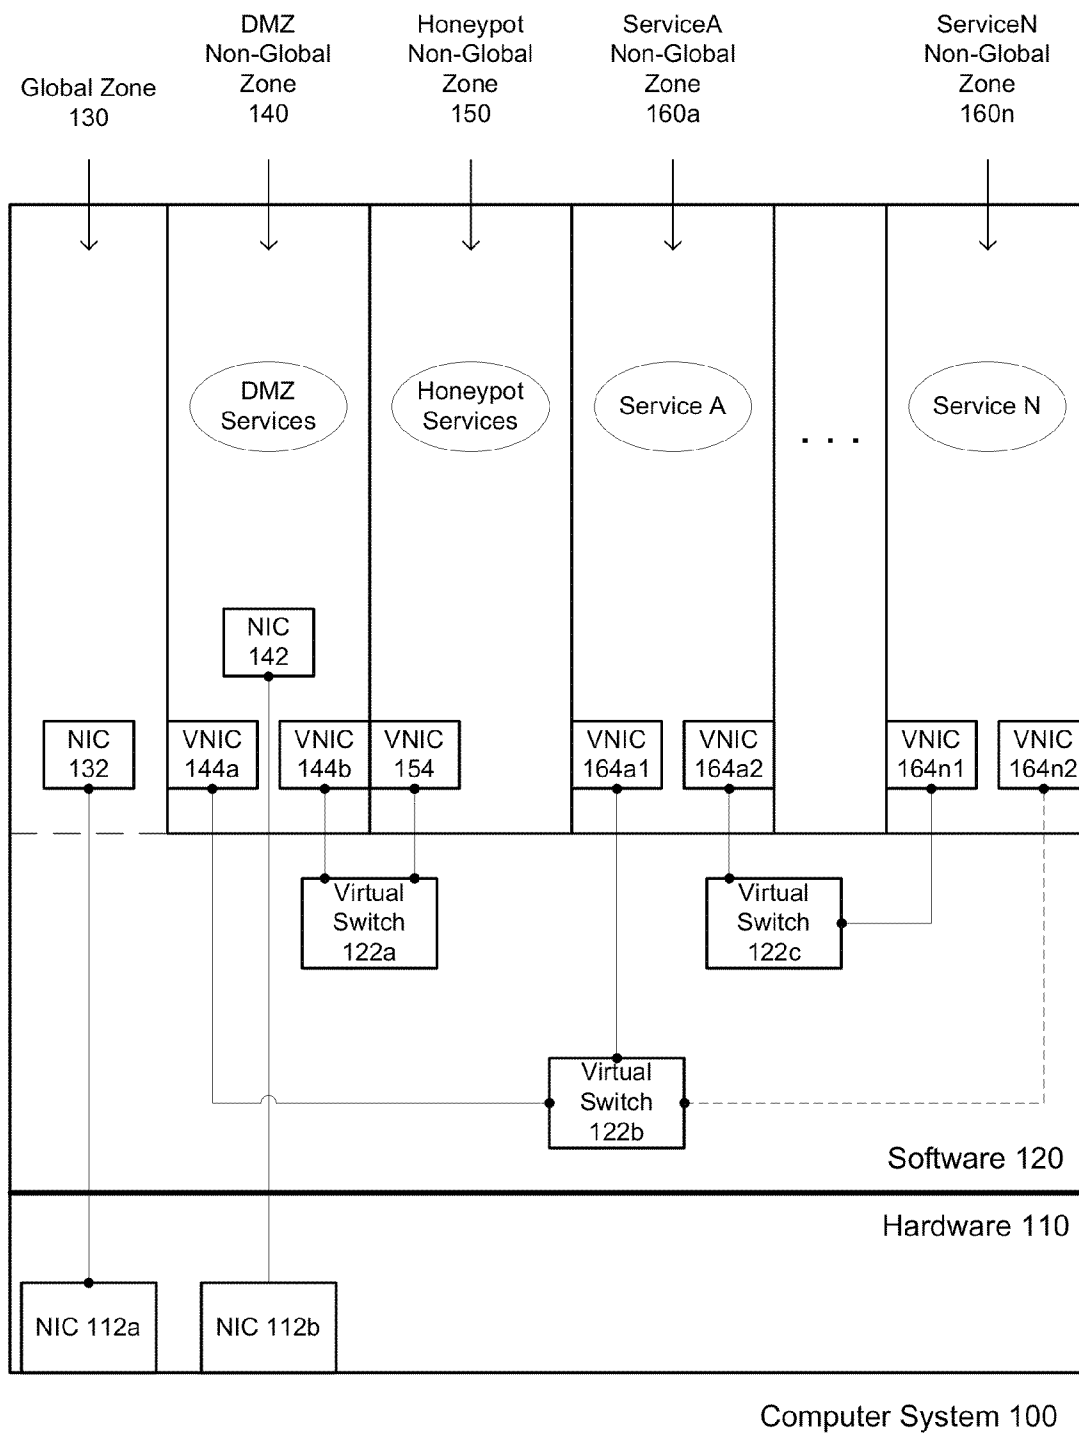 Global Zone
130
DMZ
Non-Global
Zone
140
Honeypot
Non-Global
Zone
150
ServiceA
Non-Global
Zone
160a
ServiceN
Non-Global
Zone
160n
DMZ
Services
Honeypot
Services
Service A
. . .
Service N
NIC
142
NIC
132
VNIC
144a
VNIC
144b
VNIC
154
VNIC
164a1
VNIC
164a2
VNIC
164n1
VNIC
164n2
Virtual
Switch
122a
Virtual
Switch
122c
Virtual
Switch
122b
Software 120
Hardware 110
NIC 112a
NIC 112b
Computer System 100